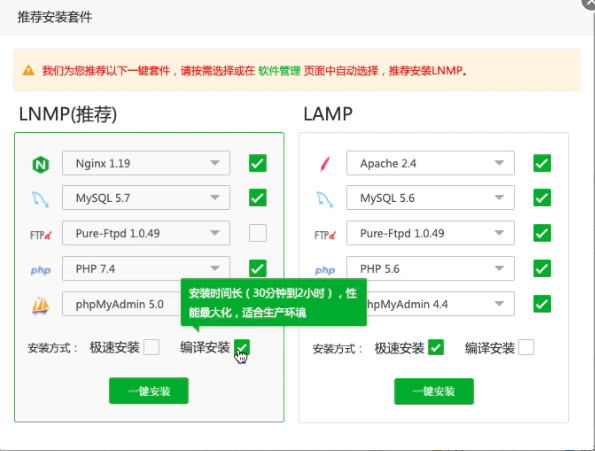 推荐安装套件
我们为您推荐以下一键套件，请按需选择或在 软件管理 页面中自动选择，推荐安装LNMP。
LNMP(推荐)
Nginx 1.19
MySQL 5.7
FTPd Pure-Ftpd 1.0.49
php PHP 7.4
phpMyAdmin 5.0
安装时间长（30分钟到2小时），性
能最大化，适合生产环境
安装方式： 极速安装 编译安装
一键安装
LAMP
Apache 2.4
MySQL 5.6
FTPd Pure-Ftpd 1.0.49
php PHP 5.6
hpMyAdmin 4.4
安装方式： 极速安装 编译安装
一键安装